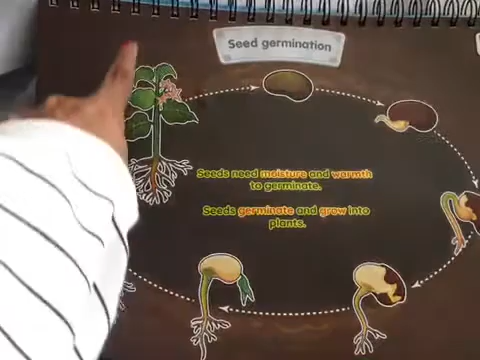 Seed germination
Seeds need moisture and warmth
to germinate.
Seeds germinate and grow into
plants.